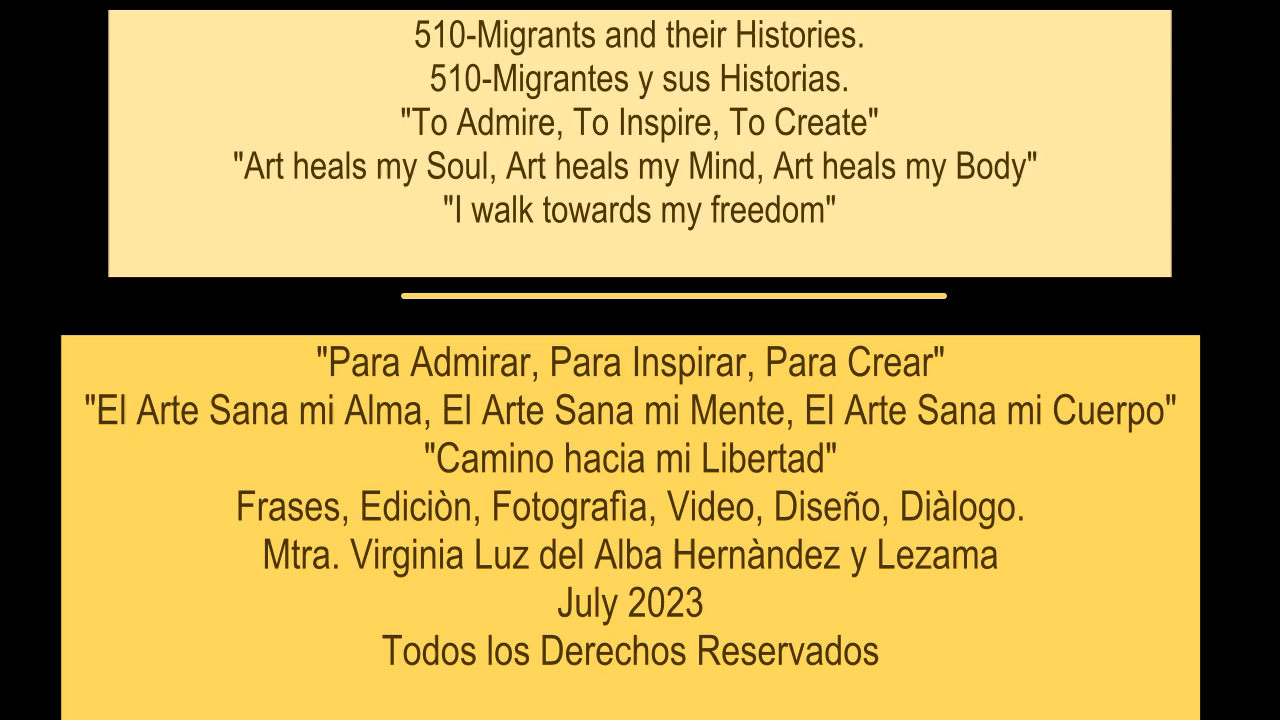 510-Migrants and their Histories.
510-Migrantes y sus Historias.
"To Admire, To Inspire, To Create"
"Art heals my Soul, Art heals my Mind, Art heals my Body"
"I walk towards my freedom"
"Para Admirar, Para Inspirar, Para Crear"
"El Arte Sana mi Alma, El Arte Sana mi Mente, El Arte Sana mi Cuerpo"
"Camino hacia mi Libertad"
Frases, Ediciòn, Fotografìa, Video, Diseño, Diàlogo.
Mtra. Virginia Luz del Alba Hernàndez y Lezama
July 2023
Todos los Derechos Reservados